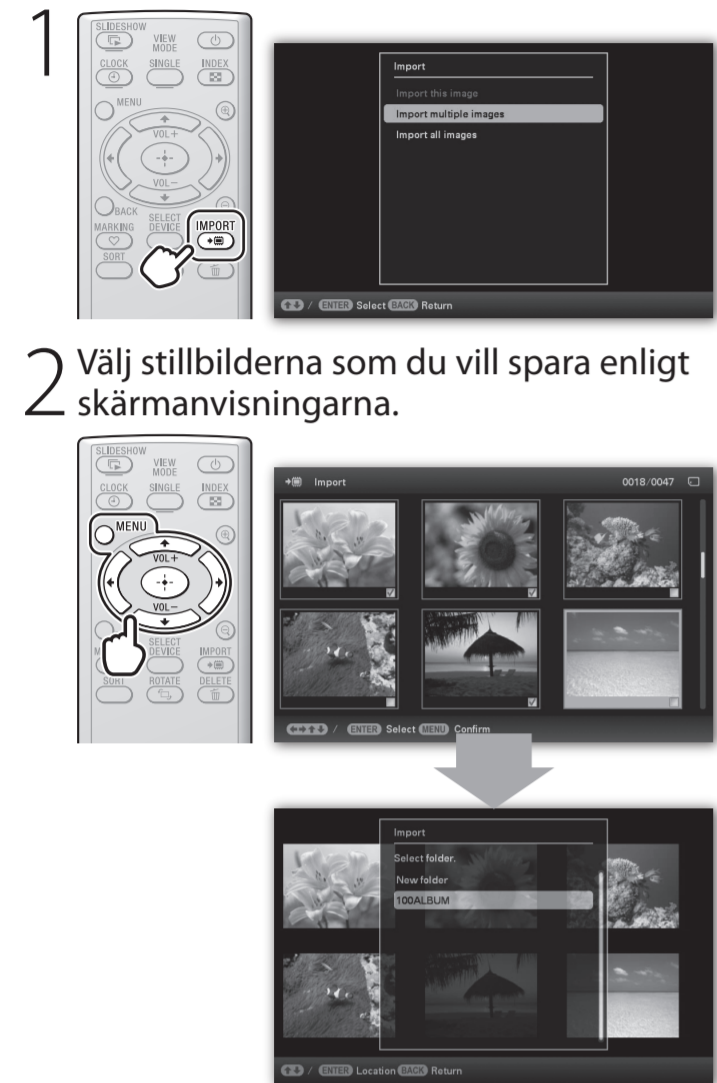 1
SLIDESHOW
VIEW
MODE
CLOCK SINGLE INDEX
MENU
VOL+
VOL−
BACK
MARKING SELECT
DEVICE IMPORT
SORT
Import
Import this image
Import multiple images
Import all images
/ ENTER Select BACK Return
2 Välj stillbilderna som du vill spara enligt
skärmanvisningarna.
SLIDESHOW
VIEW
MODE
CLOCK SINGLE INDEX
MENU
VOL+
VOL−
M SELECT
DEVICE IMPORT
SORT ROTATE DELETE
Import 0018/0047
/ ENTER Select MENU Confirm
Import
Select folder.
New folder
100ALBUM
/ ENTER Location BACK Return